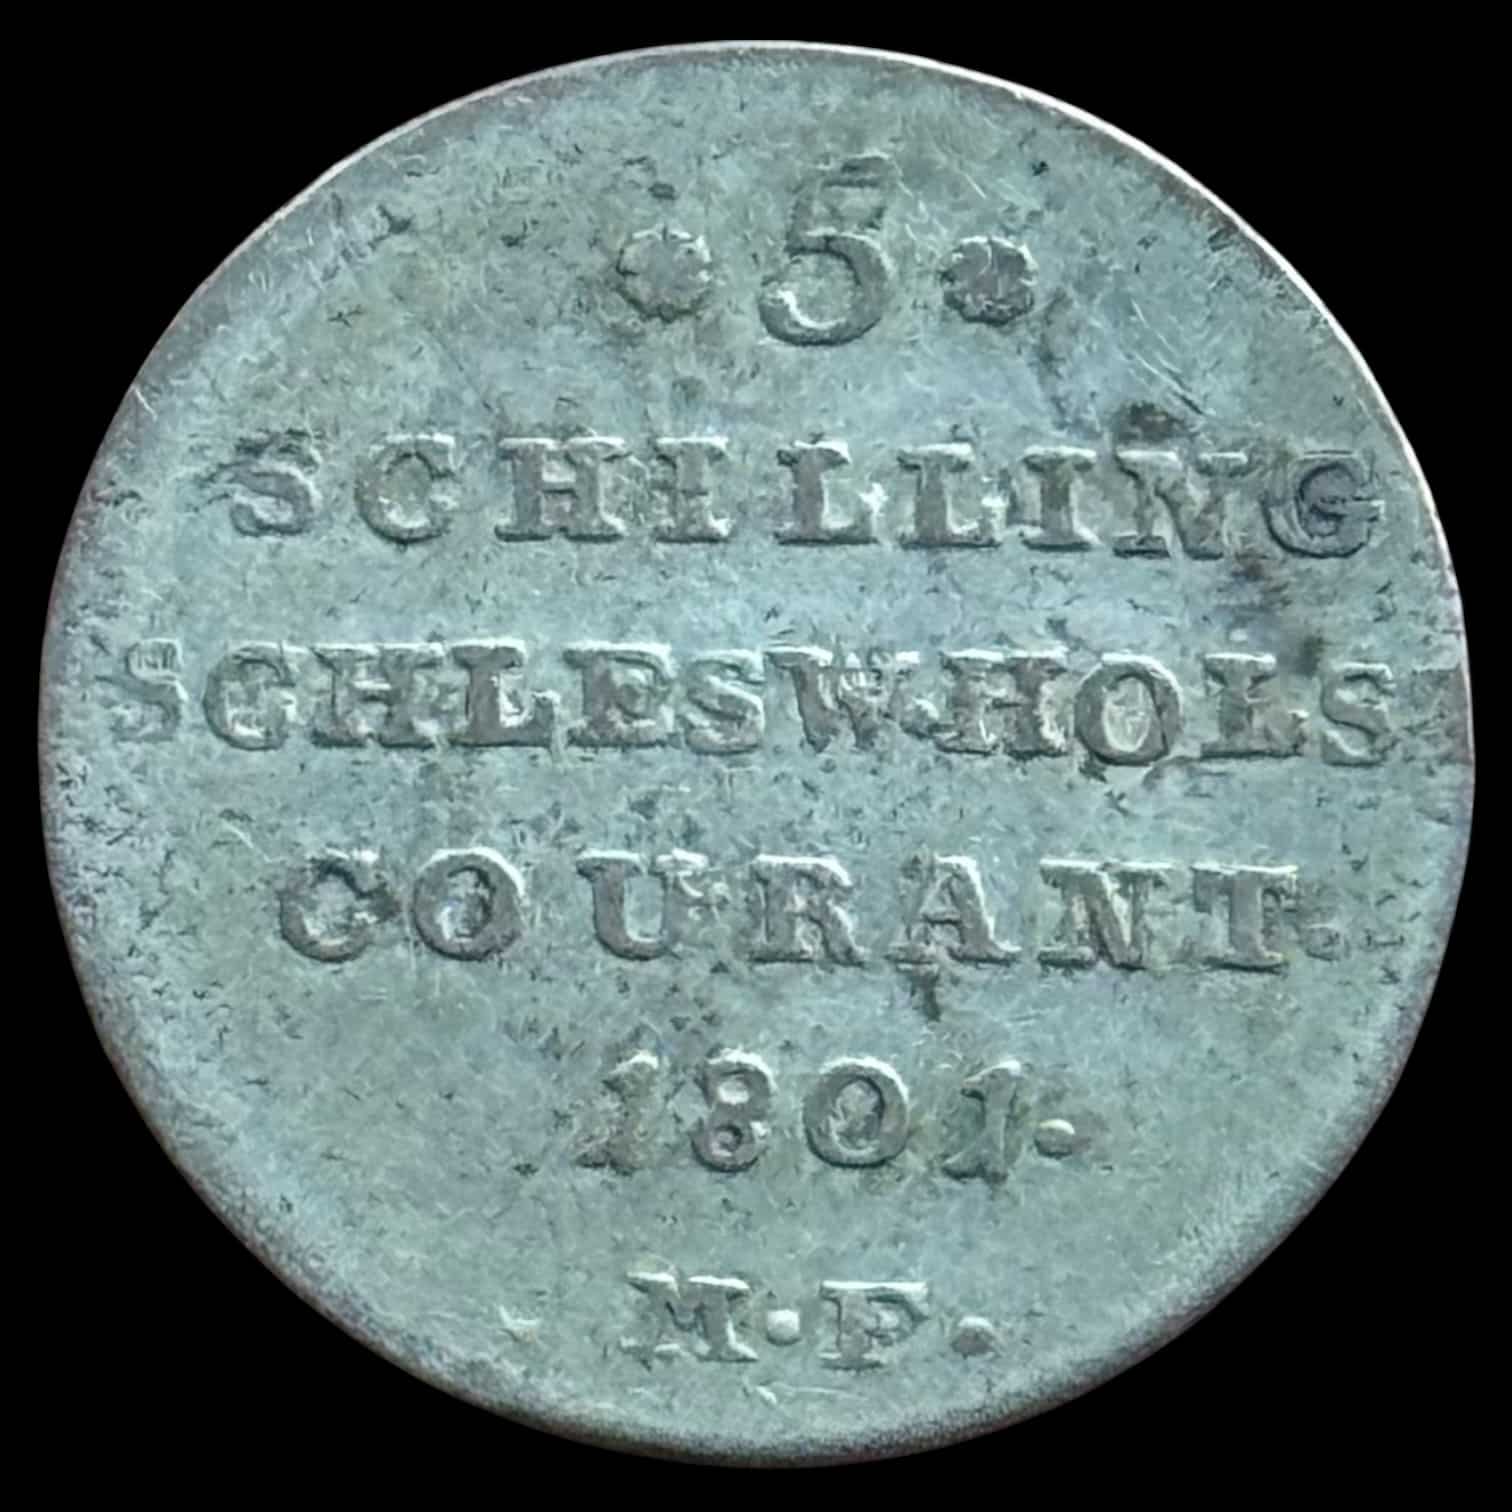 • 5 •
SCHILLING
SCHLESW.HOLS
COURANT.
1801.
M.F.